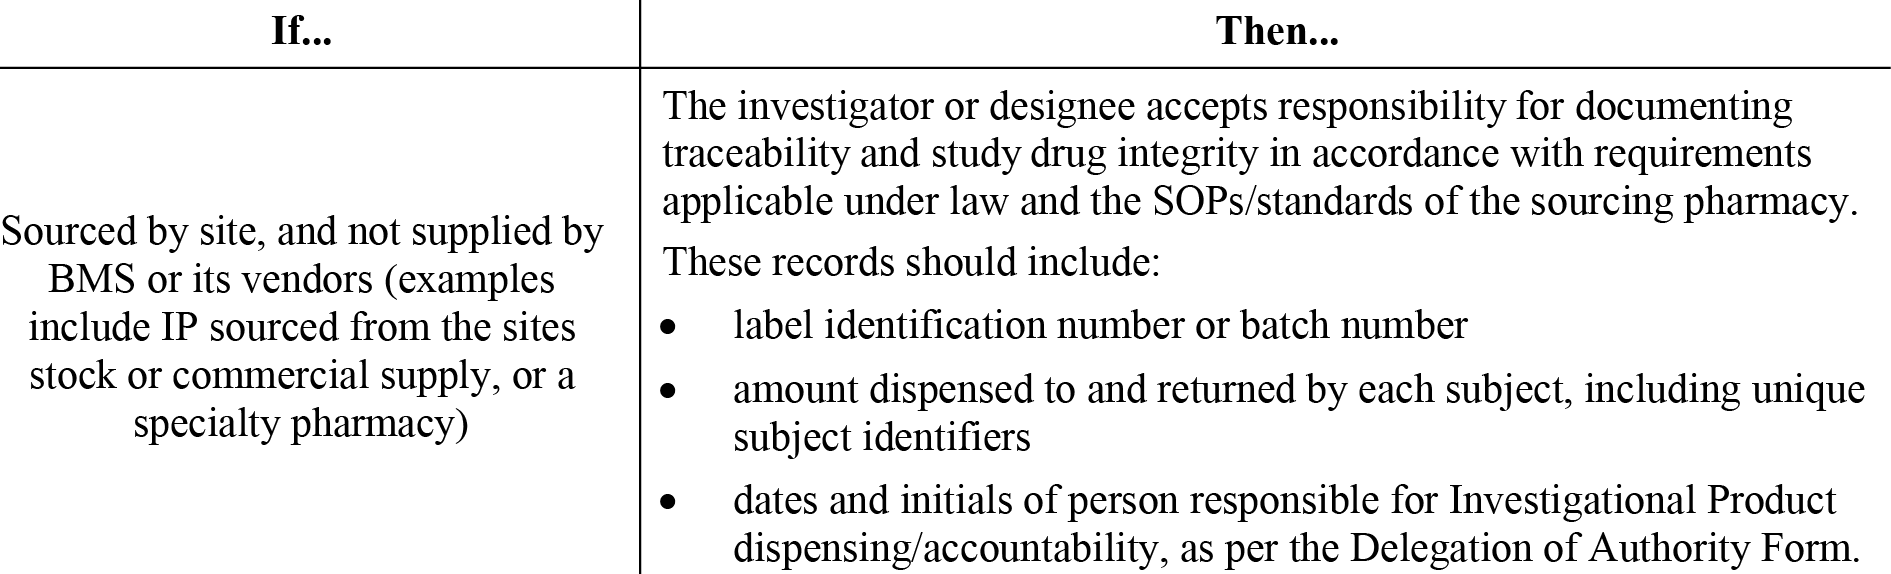 If...
Then...
Sourced by site, and not supplied by
BMS or its vendors (examples
include IP sourced from the sites
stock or commercial supply, or a
specialty pharmacy)
The investigator or designee accepts responsibility for documenting
traceability and study drug integrity in accordance with requirements
applicable under law and the SOPs/standards of the sourcing pharmacy.
These records should include:
• label identification number or batch number
• amount dispensed to and returned by each subject, including unique
subject identifiers
• dates and initials of person responsible for Investigational Product
dispensing/accountability, as per the Delegation of Authority Form.